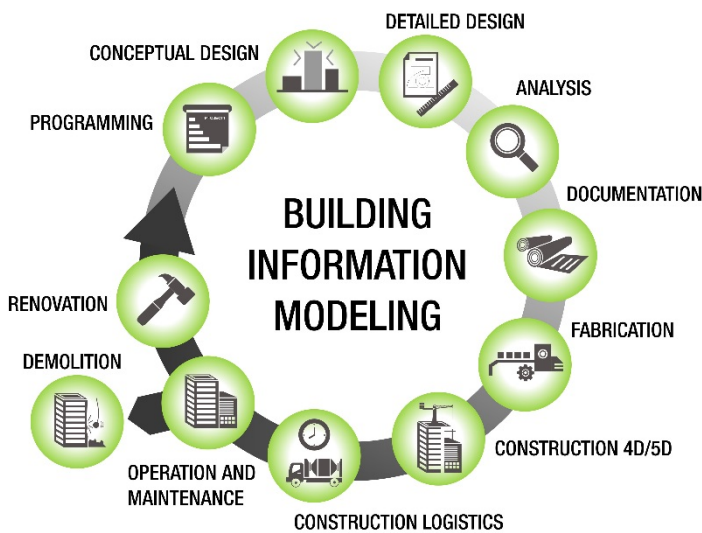 DETAILED DESIGN
CONCEPTUAL DESIGN
ANALYSIS
PROGRAMMING
DOCUMENTATION
BUILDING
INFORMATION
MODELING
RENOVATION
FABRICATION
DEMOLITION
CONSTRUCTION 4D/5D
OPERATION AND
MAINTENANCE
CONSTRUCTION LOGISTICS